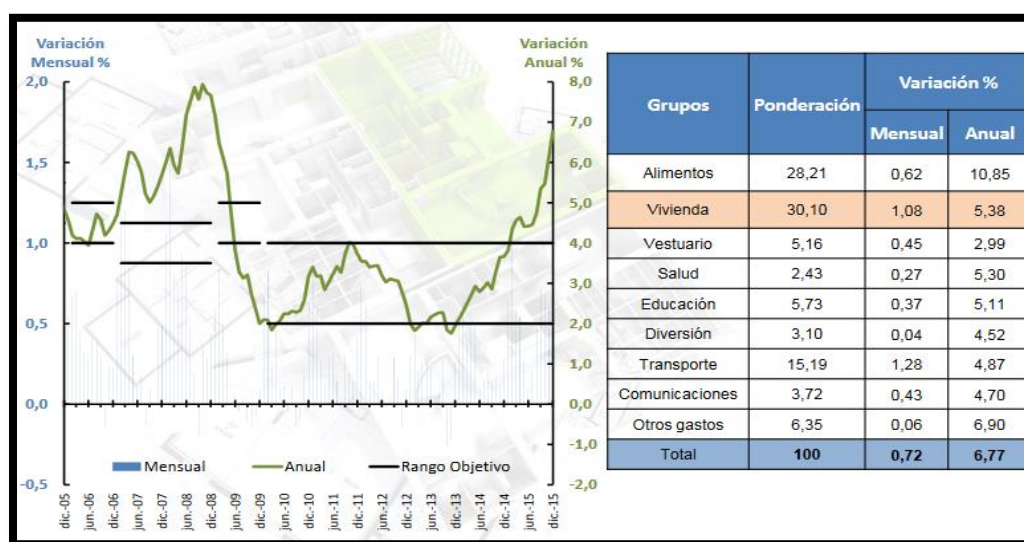 Variación
Mensual %
Variación
Anual %
2,0
1,5
1,0
0,5
0,0
-0,5
8,0
7,0
6,0
5,0
4,0
3,0
2,0
1,0
0,0
-1,0
-2,0
Mensual Anual Rango Objetivo
dic.-05 jun.-06 dic.-06 jun.-07 dic.-07 jun.-08 dic.-08 jun.-09 dic.-09 jun.-10 dic.-10 jun.-11 dic.-11 jun.-12 dic.-12 jun.-13 dic.-13 jun.-14 dic.-14 jun.-15 dic.-15
Grupos Ponderación Variación %
Mensual Anual
Alimentos 28,21 0,62 10,85
Vivienda 30,10 1,08 5,38
Vestuario 5,16 0,45 2,99
Salud 2,43 0,27 5,30
Educación 5,73 0,37 5,11
Diversión 3,10 0,04 4,52
Transporte 15,19 1,28 4,87
Comunicaciones 3,72 0,43 4,70
Otros gastos 6,35 0,06 6,90
Total 100 0,72 6,77